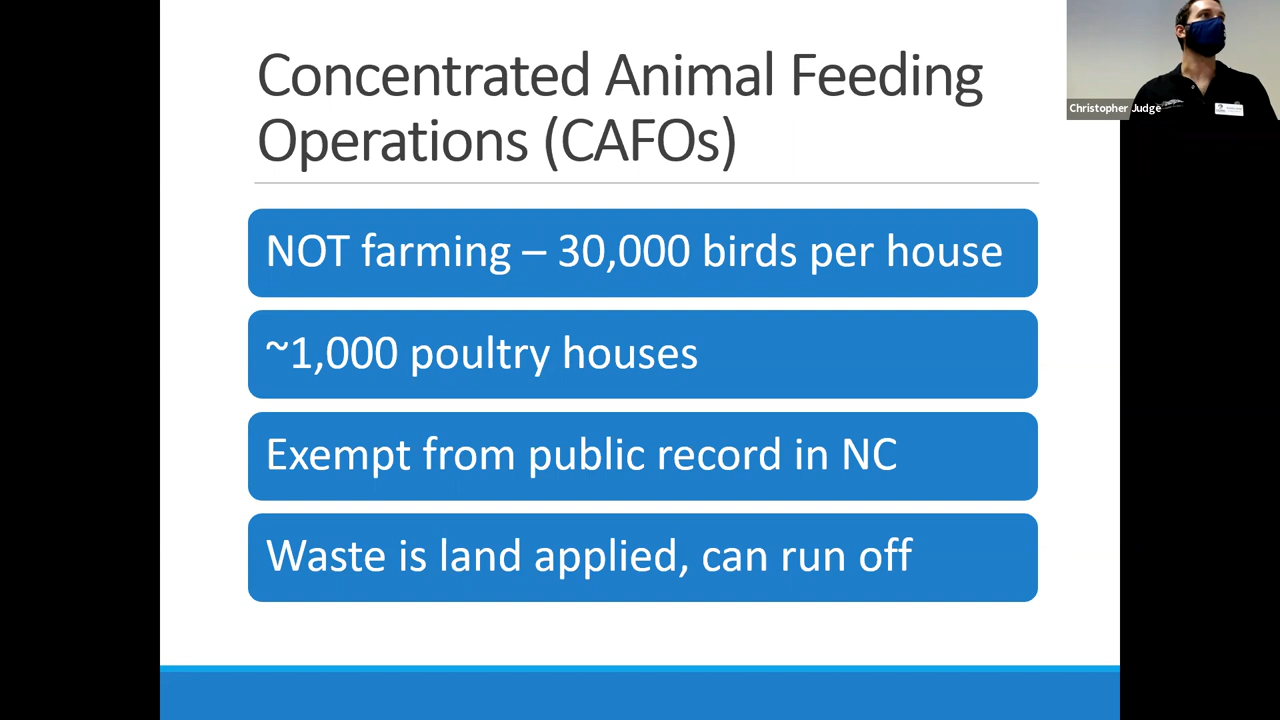 Concentrated Animal Feeding
Operations (CAFOs)
NOT farming – 30,000 birds per house
~1,000 poultry houses
Exempt from public record in NC
Waste is land applied, can run off
Christopher Judge